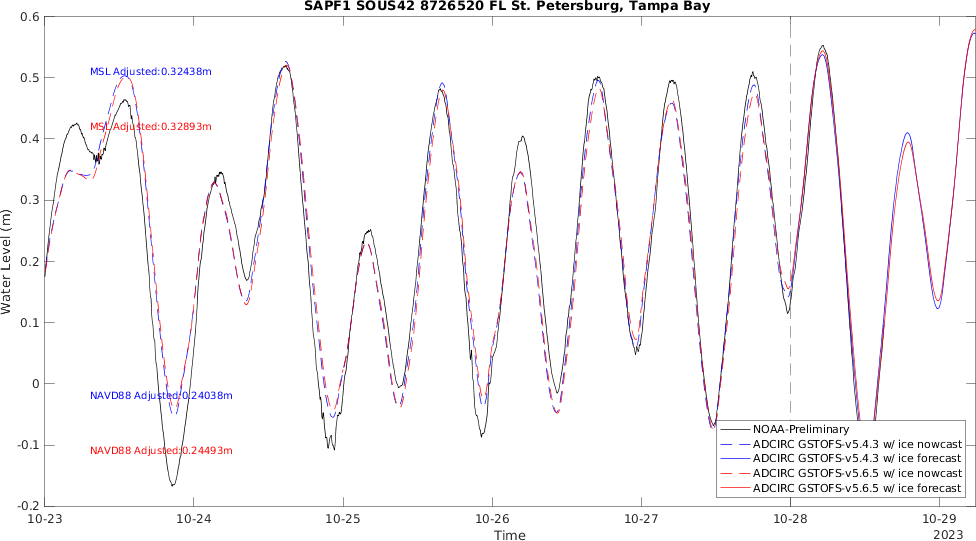 SAPF1 SOUS42 8726520 FL St. Petersburg, Tampa Bay
0.6
0.5
0.4
0.3
0.2
0.1
0
-0.1
-0.2
Water Level (m)
MSL Adjusted:0.32438m
MSL Adjusted:0.32893m
NAVD88 Adjusted:0.24038m
NAVD88 Adjusted:0.24493m
NOAA-Preliminary
ADCIRC GSTOFS-v5.4.3 w/ ice nowcast
ADCIRC GSTOFS-v5.4.3 w/ ice forecast
ADCIRC GSTOFS-v5.6.5 w/ ice nowcast
ADCIRC GSTOFS-v5.6.5 w/ ice forecast
10-23 10-24 10-25 10-26 10-27 10-28 10-29
Time
2023